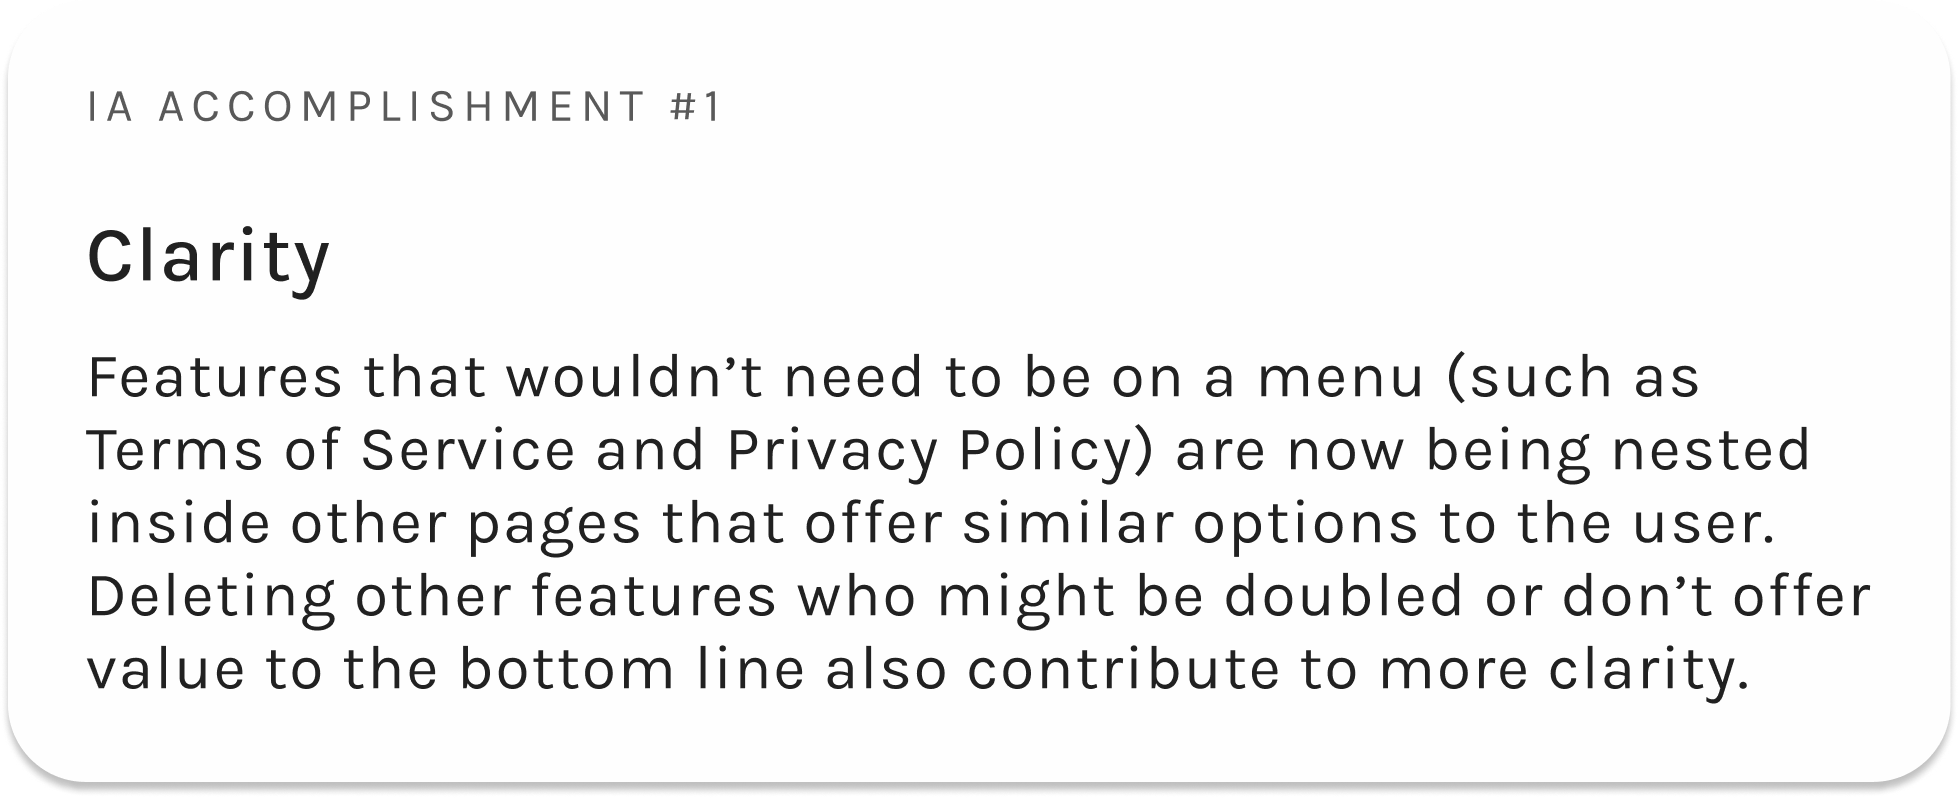 IA ACCOMPLISHMENT #1
Clarity
Features that wouldn’t need to be on a menu (such as
Terms of Service and Privacy Policy) are now being nested
inside other pages that offer similar options to the user.
Deleting other features who might be doubled or don’t offer
value to the bottom line also contribute to more clarity.